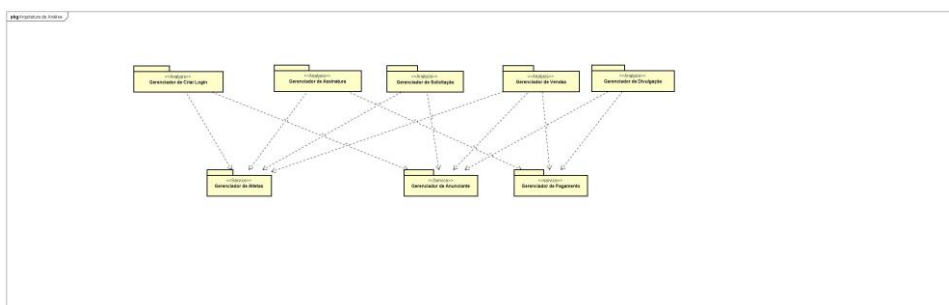 pkg Arquitetura de Análise
<<Analysis>>
Gerenciador de Criar Login
<<Analysis>>
Gerenciador de Assinatura
<<Analysis>>
Gerenciador de Solicitação
<<Analysis>>
Gerenciador de Vendas
<<Analysis>>
Gerenciador de Divulgação
<<Service>>
Gerenciador de Atletas
<<Service>>
Gerenciador de Anunciante
<<service>>
Gerenciador de Pagamento